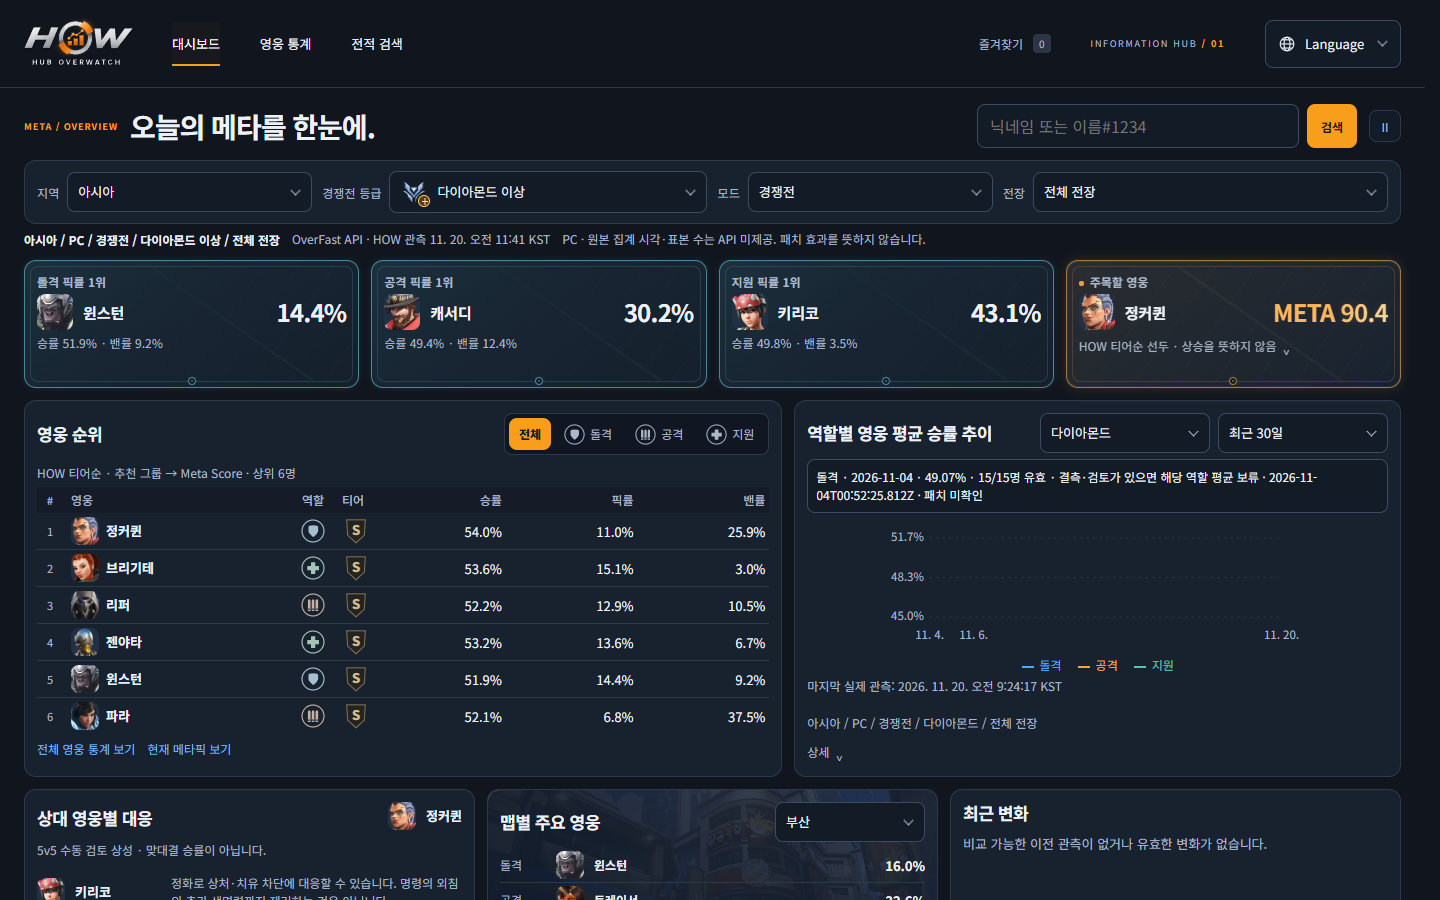 HOW
HUB OVERWATCH
대시보드
영웅 통계
전적 검색
즐겨찾기 0
INFORMATION HUB / 01
Language
META / OVERVIEW
오늘의 메타를 한눈에.
닉네임 또는 이름#1234
검색
지역
아시아
경쟁전 등급
다이아몬드 이상
모드
경쟁전
전장
전체 전장
아시아 / PC / 경쟁전 / 다이아몬드 이상 / 전체 전장 OverFast API · HOW 관측 11. 20. 오전 11:41 KST PC · 원본 집계 시각·표본 수는 API 미제공. 패치 효과를 뜻하지 않습니다.
돌격 픽률 1위
윈스턴
14.4%
승률 51.9% · 밴률 9.2%
공격 픽률 1위
캐서디
30.2%
승률 49.4% · 밴률 12.4%
지원 픽률 1위
키리코
43.1%
승률 49.8% · 밴률 3.5%
주목할 영웅
정커퀸
META 90.4
HOW 티어순 선두 · 상승을 뜻하지 않음
영웅 순위
전체
돌격
공격
지원
HOW 티어순 · 추천 그룹 → Meta Score · 상위 6명
# 영웅 역할 티어 승률 픽률 밴률
1 정커퀸 S 54.0% 11.0% 25.9%
2 브리기테 S 53.6% 15.1% 3.0%
3 리퍼 S 52.2% 12.9% 10.5%
4 젠야타 S 53.2% 13.6% 6.7%
5 윈스턴 S 51.9% 14.4% 9.2%
6 파라 S 52.1% 6.8% 37.5%
전체 영웅 통계 보기 현재 메타픽 보기
역할별 영웅 평균 승률 추이
다이아몬드
최근 30일
돌격 · 2026-11-04 · 49.07% · 15/15명 유효 · 결측·검토가 있으면 해당 역할 평균 보류 · 2026-11-
04T00:52:25.812Z · 패치 미확인
51.7%
48.3%
45.0%
11. 4. 11. 6. 11. 20.
돌격 공격 지원
마지막 실제 관측: 2026. 11. 20. 오전 9:24:17 KST
아시아 / PC / 경쟁전 / 다이아몬드 / 전체 전장
상세
상대 영웅별 대응
정커퀸
5v5 수동 검토 상성 · 맞대결 승률이 아닙니다.
키리코
정화로 상처·치유 차단에 대응할 수 있습니다. 명령의 외침
맵별 주요 영웅
부산
돌격 윈스턴 16.0%
최근 변화
비교 가능한 이전 관측이 없거나 유효한 변화가 없습니다.